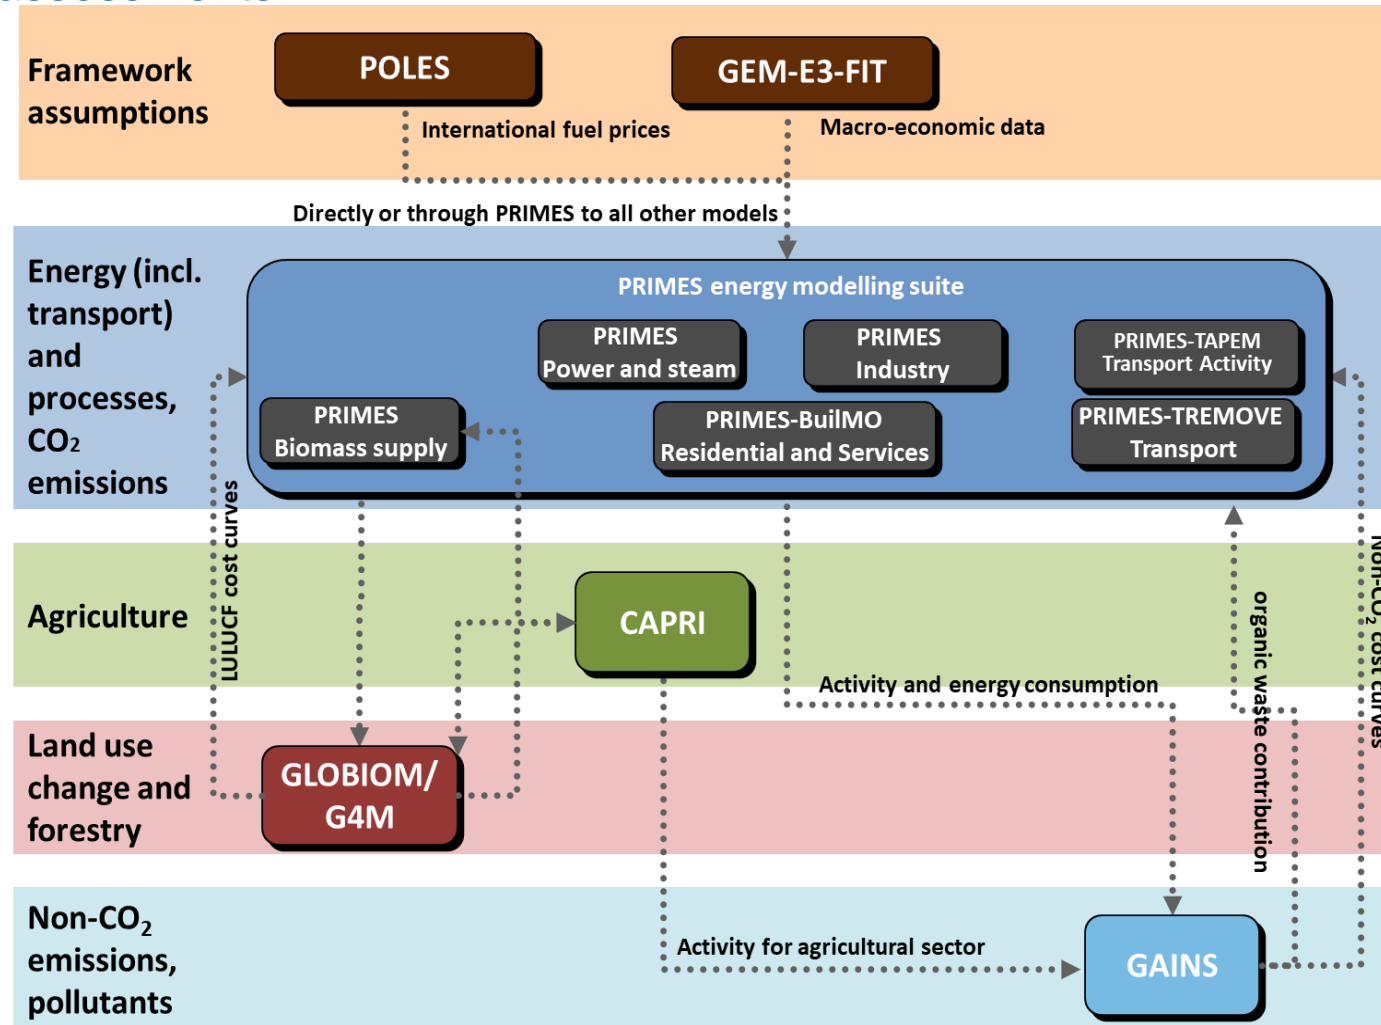 Framework
assumptions
POLES
GEM-E3-FIT
International fuel prices
Macro-economic data
Directly or through PRIMES to all other models
Energy (incl.
transport)
and
processes,
CO₂
emissions
PRIMES energy modelling suite
PRIMES
Power and steam
PRIMES
Industry
PRIMES-TAPEM
Transport Activity
PRIMES
Biomass supply
PRIMES-BuilMO
Residential and Services
PRIMES-TREMOVE
Transport
LULUCF cost curves
Non-CO₂ cost curves
organic waste contribution
Agriculture
CAPRI
Activity and energy consumption
Land use
change and
forestry
GLOBIOM/
G4M
Non-CO₂
emissions,
pollutants
Activity for agricultural sector
GAINS